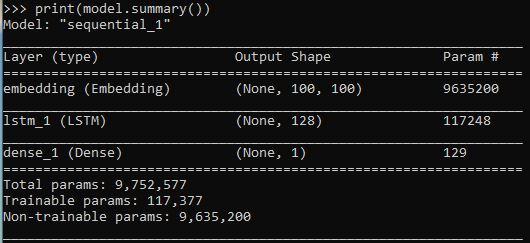 >>> print(model.summary())
Model: "sequential_1"
_________________________________________________________________
Layer (type)                 Output Shape              Param #
=================================================================
embedding (Embedding)        (None, 100, 100)          9635200
_________________________________________________________________
lstm_1 (LSTM)                (None, 128)               117248
_________________________________________________________________
dense_1 (Dense)              (None, 1)                 129
=================================================================
Total params: 9,752,577
Trainable params: 117,377
Non-trainable params: 9,635,200
_________________________________________________________________